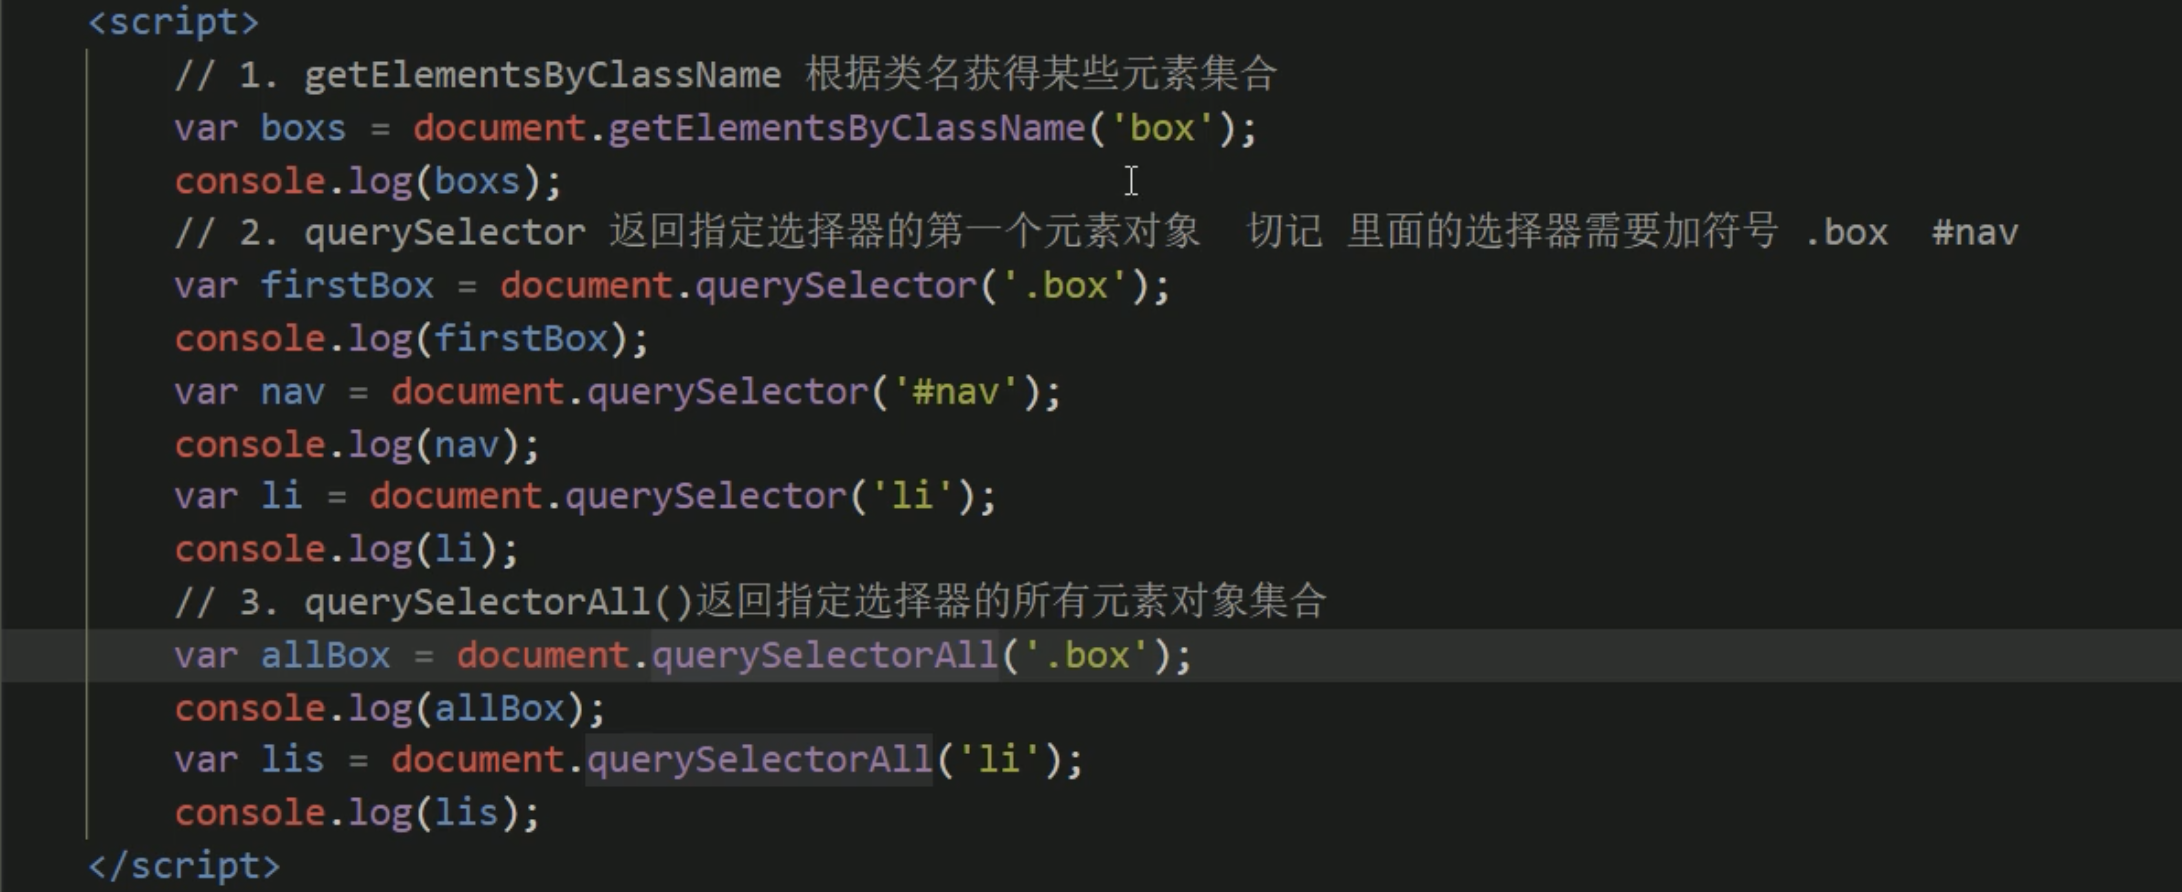 <script>
// 1. getElementsByClassName 根据类名获得某些元素集合
var boxs = document.getElementsByClassName('box');
console.log(boxs);
// 2. querySelector 返回指定选择器的第一个元素对象  切记 里面的选择器需要加符号 .box  #nav
var firstBox = document.querySelector('.box');
console.log(firstBox);
var nav = document.querySelector('#nav');
console.log(nav);
var li = document.querySelector('li');
console.log(li);
// 3. querySelectorAll()返回指定选择器的所有元素对象集合
var allBox = document.querySelectorAll('.box');
console.log(allBox);
var lis = document.querySelectorAll('li');
console.log(lis);
</script>